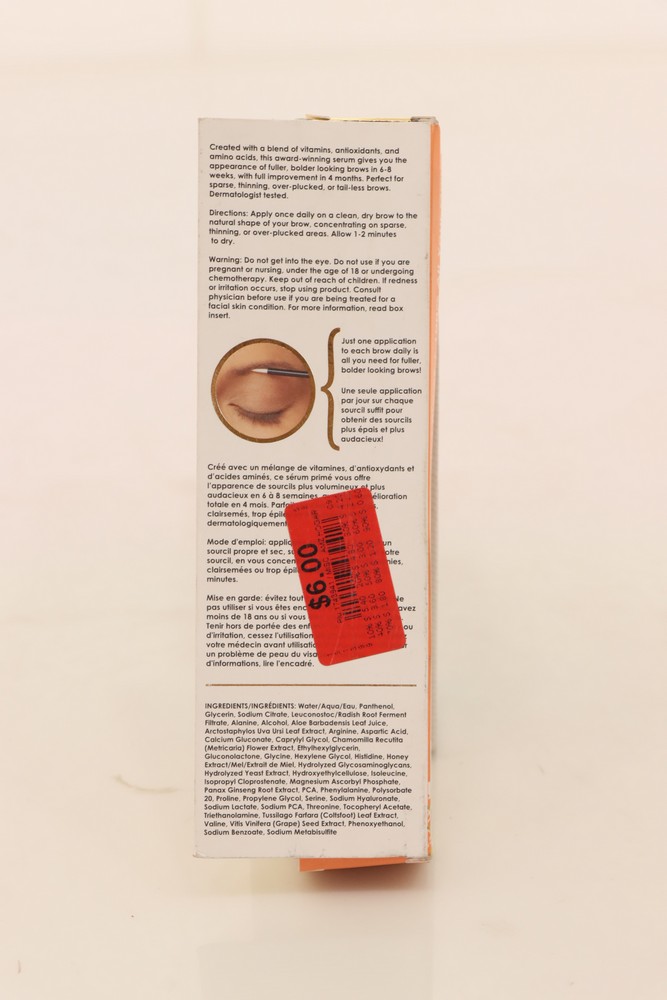 Created with a blend of vitamins, antioxidants, and
amino acids, this award-winning serum gives you the
appearance of fuller, bolder looking brows in 6-8
weeks, with full improvement in 4 months. Perfect for
sparse, thinning, over-plucked, or tail-less brows.
Dermatologist tested.
Directions: Apply once daily on a clean, dry brow to the
natural shape of your brow, concentrating on sparse,
thinning, or over-plucked areas. Allow 1-2 minutes
to dry.
Warning: Do not get into the eye. Do not use if you are
pregnant or nursing, under the age of 18 or undergoing
chemotherapy. Keep out of reach of children. If redness
or irritation occurs, stop using product. Consult
physician before use if you are being treated for a
facial skin condition. For more information, read box
insert.
Just one application
to each brow daily is
all you need for fuller,
bolder looking brows!
Une seule application
par jour sur chaque
sourcil suffit pour
obtenir des sourcils
plus épais et plus
audacieux!
Créé avec un mélange de vitamines, d'antioxydants et
d'acides aminés, ce sérum primé vous offre
l'apparence de sourcils plus volumineux et plus
audacieux en 6 à 8 semaines,
totale en 4 mois.
clairsemés, trop
Mode d'emploi: un
sourcil propre et sec,
sourcil, en vous
clairsemées ou trop
minutes.
Mise en garde: évitez tout
pas utiliser si vous êtes
moins de 18 ans ou si vous
Tenir hors de portée des ou
d'irritation, cessez l'utilisation
votre médecin avant
un problème de peau du
d'informations, lire l'encadré.
$6.00
INGREDIENTS/INGRÉDIENTS: Water/Aqua/Eau, Panthenol,
Glycerin, Sodium Citrate, Leuconostoc/Radish Root Ferment
Filtrate, Alanine, Alcohol, Aloe Barbadensis Leaf Juice,
Arctostaphylos Uva Ursi Leaf Extract, Arginine, Aspartic Acid,
Calcium Gluconate, Caprylyl Glycol, Chamomilla Recutita
(Metricaria) Flower Extract, Ethylhexylglycerin,
Gluconolactone, Glycine, Hexylene Glycol, Histidine, Honey
Extract/Mel/Extrait de Miel, Hydrolyzed Glycosaminoglycans,
Hydrolyzed Yeast Extract, Hydroxyethylcellulose, Isoleucine,
Isopropyl Cloprostenate, Magnesium Ascorbyl Phosphate,
Panax Ginseng Root Extract, PCA, Phenylalanine, Polysorbate
20, Proline, Propylene Glycol, Serine, Sodium Hyaluronate,
Sodium Lactate, Sodium PCA, Threonine, Tocopheryl Acetate,
Triethanolamine, Tussilago Farfara (Coltsfoot) Leaf Extract,
Valine, Vitis Vinifera (Grape) Seed Extract, Phenoxyethanol,
Sodium Benzoate, Sodium Metabisulfite